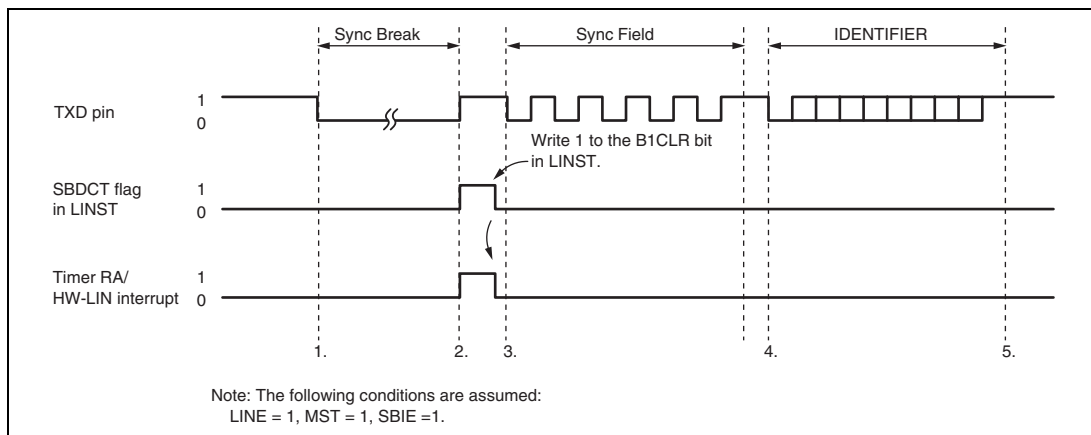 Sync Break
Sync Field
IDENTIFIER
TXD pin
1
0
Write 1 to the B1CLR bit
in LINST.
SBDCT flag
in LINST
1
0
Timer RA/
HW-LIN interrupt
1
0
1.
2.
3.
4.
5.
Note: The following conditions are assumed:
LINE = 1, MST = 1, SBIE =1.